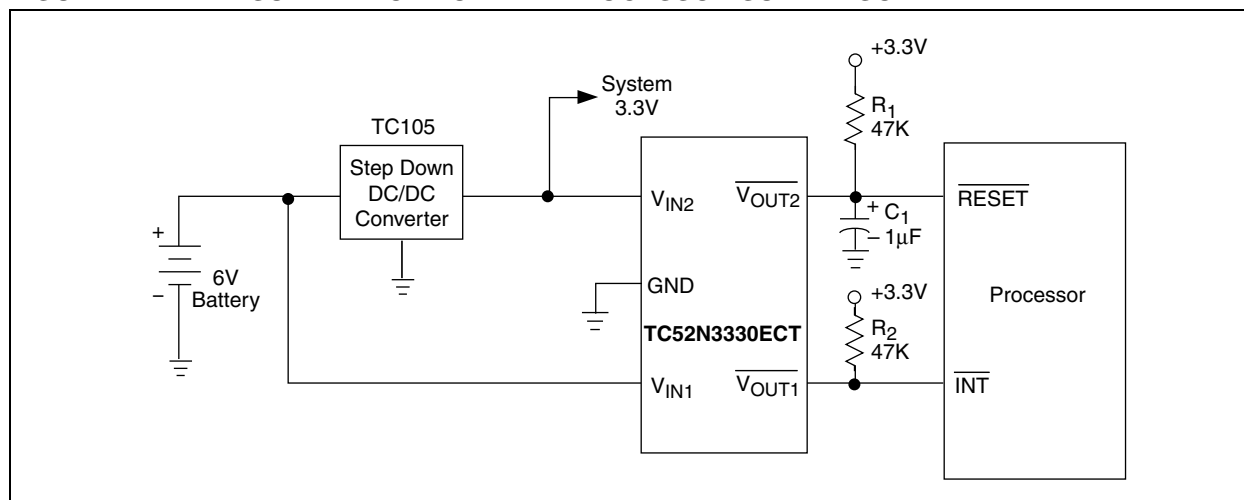 +3.3V
System
3.3V
R1
47K
TC105
Step Down
DC/DC
Converter
VIN2
VOUT2
RESET
+ C1
– 1µF
+
6V
–
Battery
GND
+3.3V
Processor
TC52N3330ECT
R2
47K
VIN1
VOUT1
INT